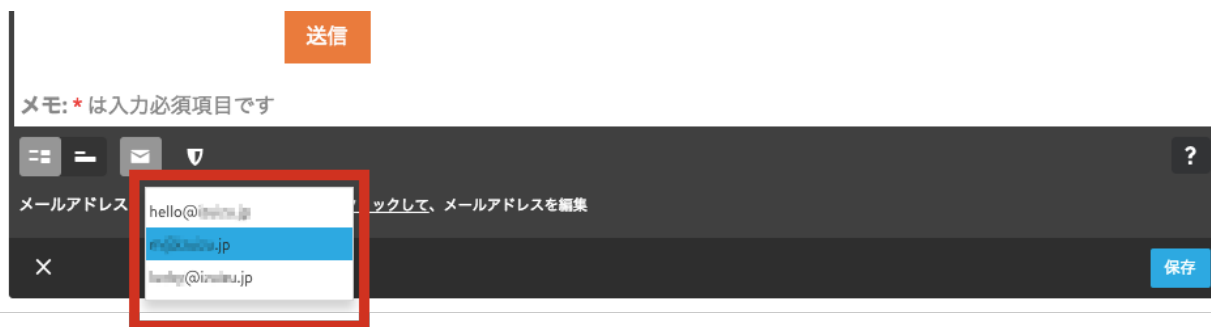 送信
メモ: * は入力必須項目です
?
メールアドレス
ックして、メールアドレスを編集
hello@
.jp
.jp
保存